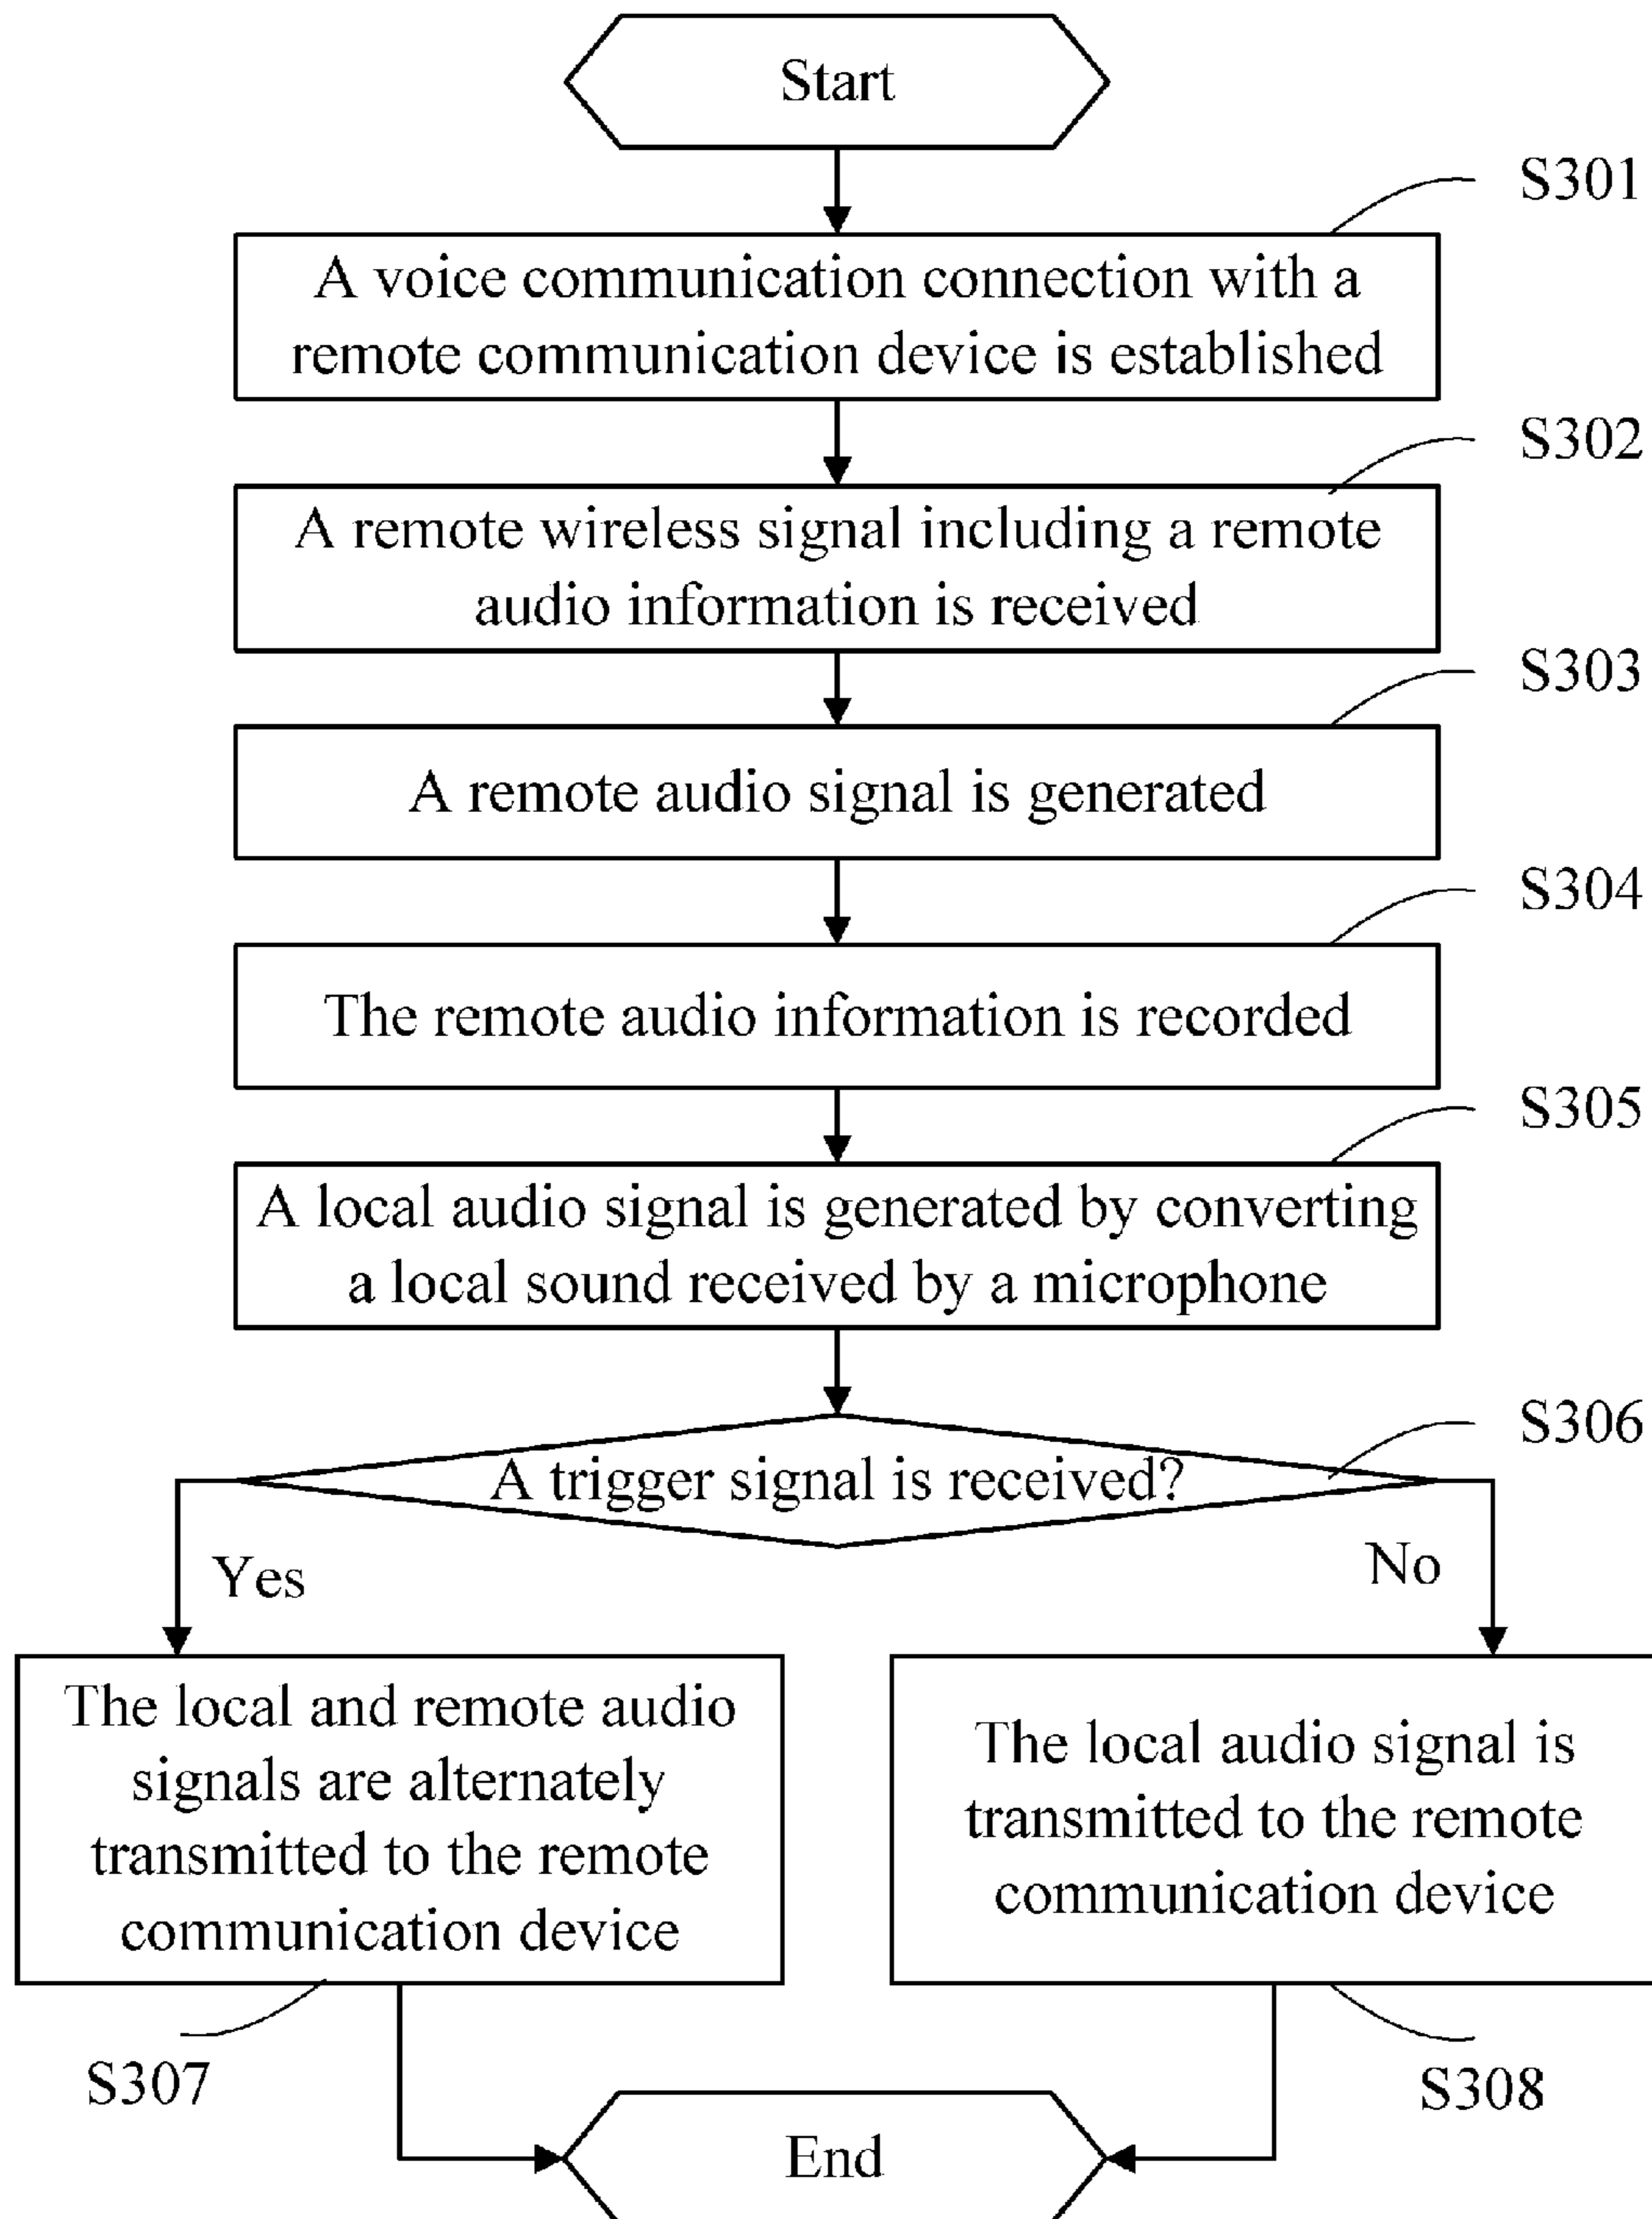 Start
S301
A voice communication connection with a
remote communication device is established
S302
A remote wireless signal including a remote
audio information is received
S303
A remote audio signal is generated
S304
The remote audio information is recorded
S305
A local audio signal is generated by converting
a local sound received by a microphone
S306
A trigger signal is received?
Yes
No
The local and remote audio
signals are alternately
transmitted to the remote
communication device
The local audio signal is
transmitted to the remote
communication device
S307
S308
End